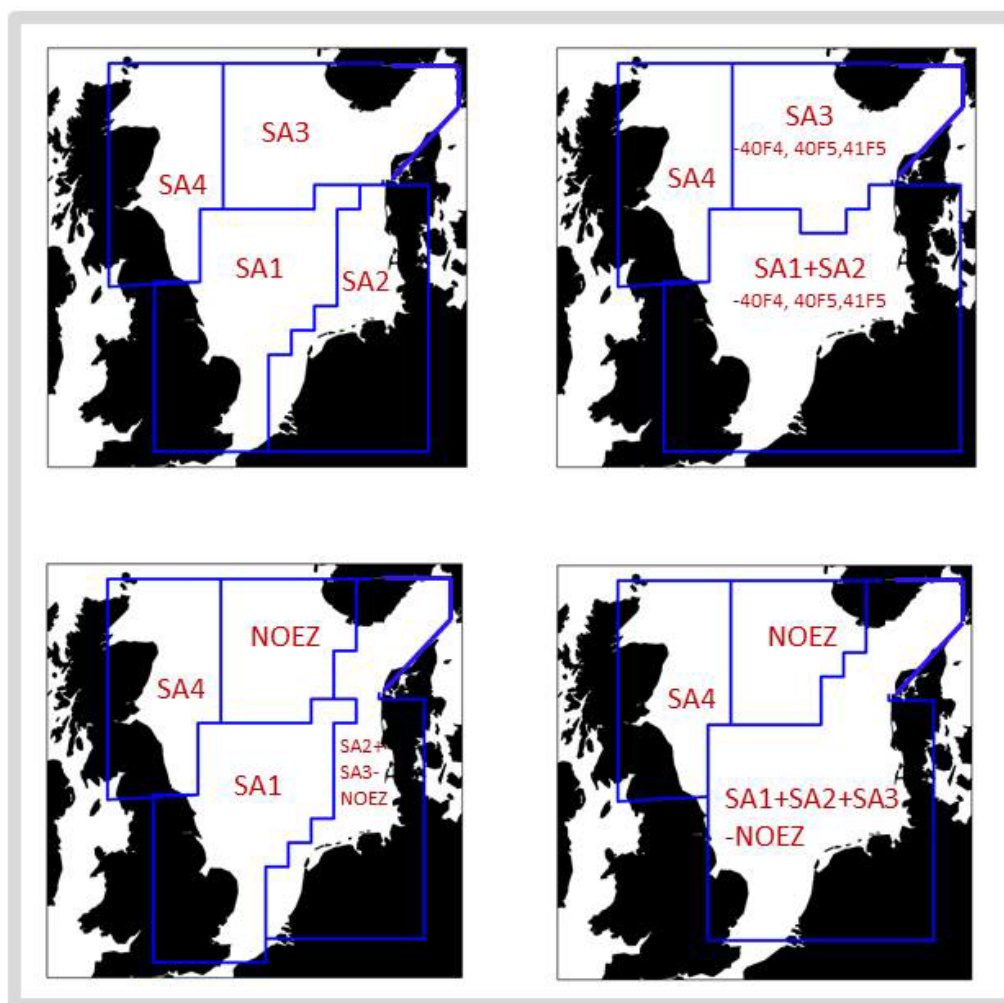 SA3
SA4
SA1
SA2
SA3
-40F4, 40F5,41F5
SA4
SA1+SA2
-40F4, 40F5,41F5
NOEZ
SA4
SA2+
SA3-
NOEZ
SA1
NOEZ
SA4
SA1+SA2+SA3
-NOEZ